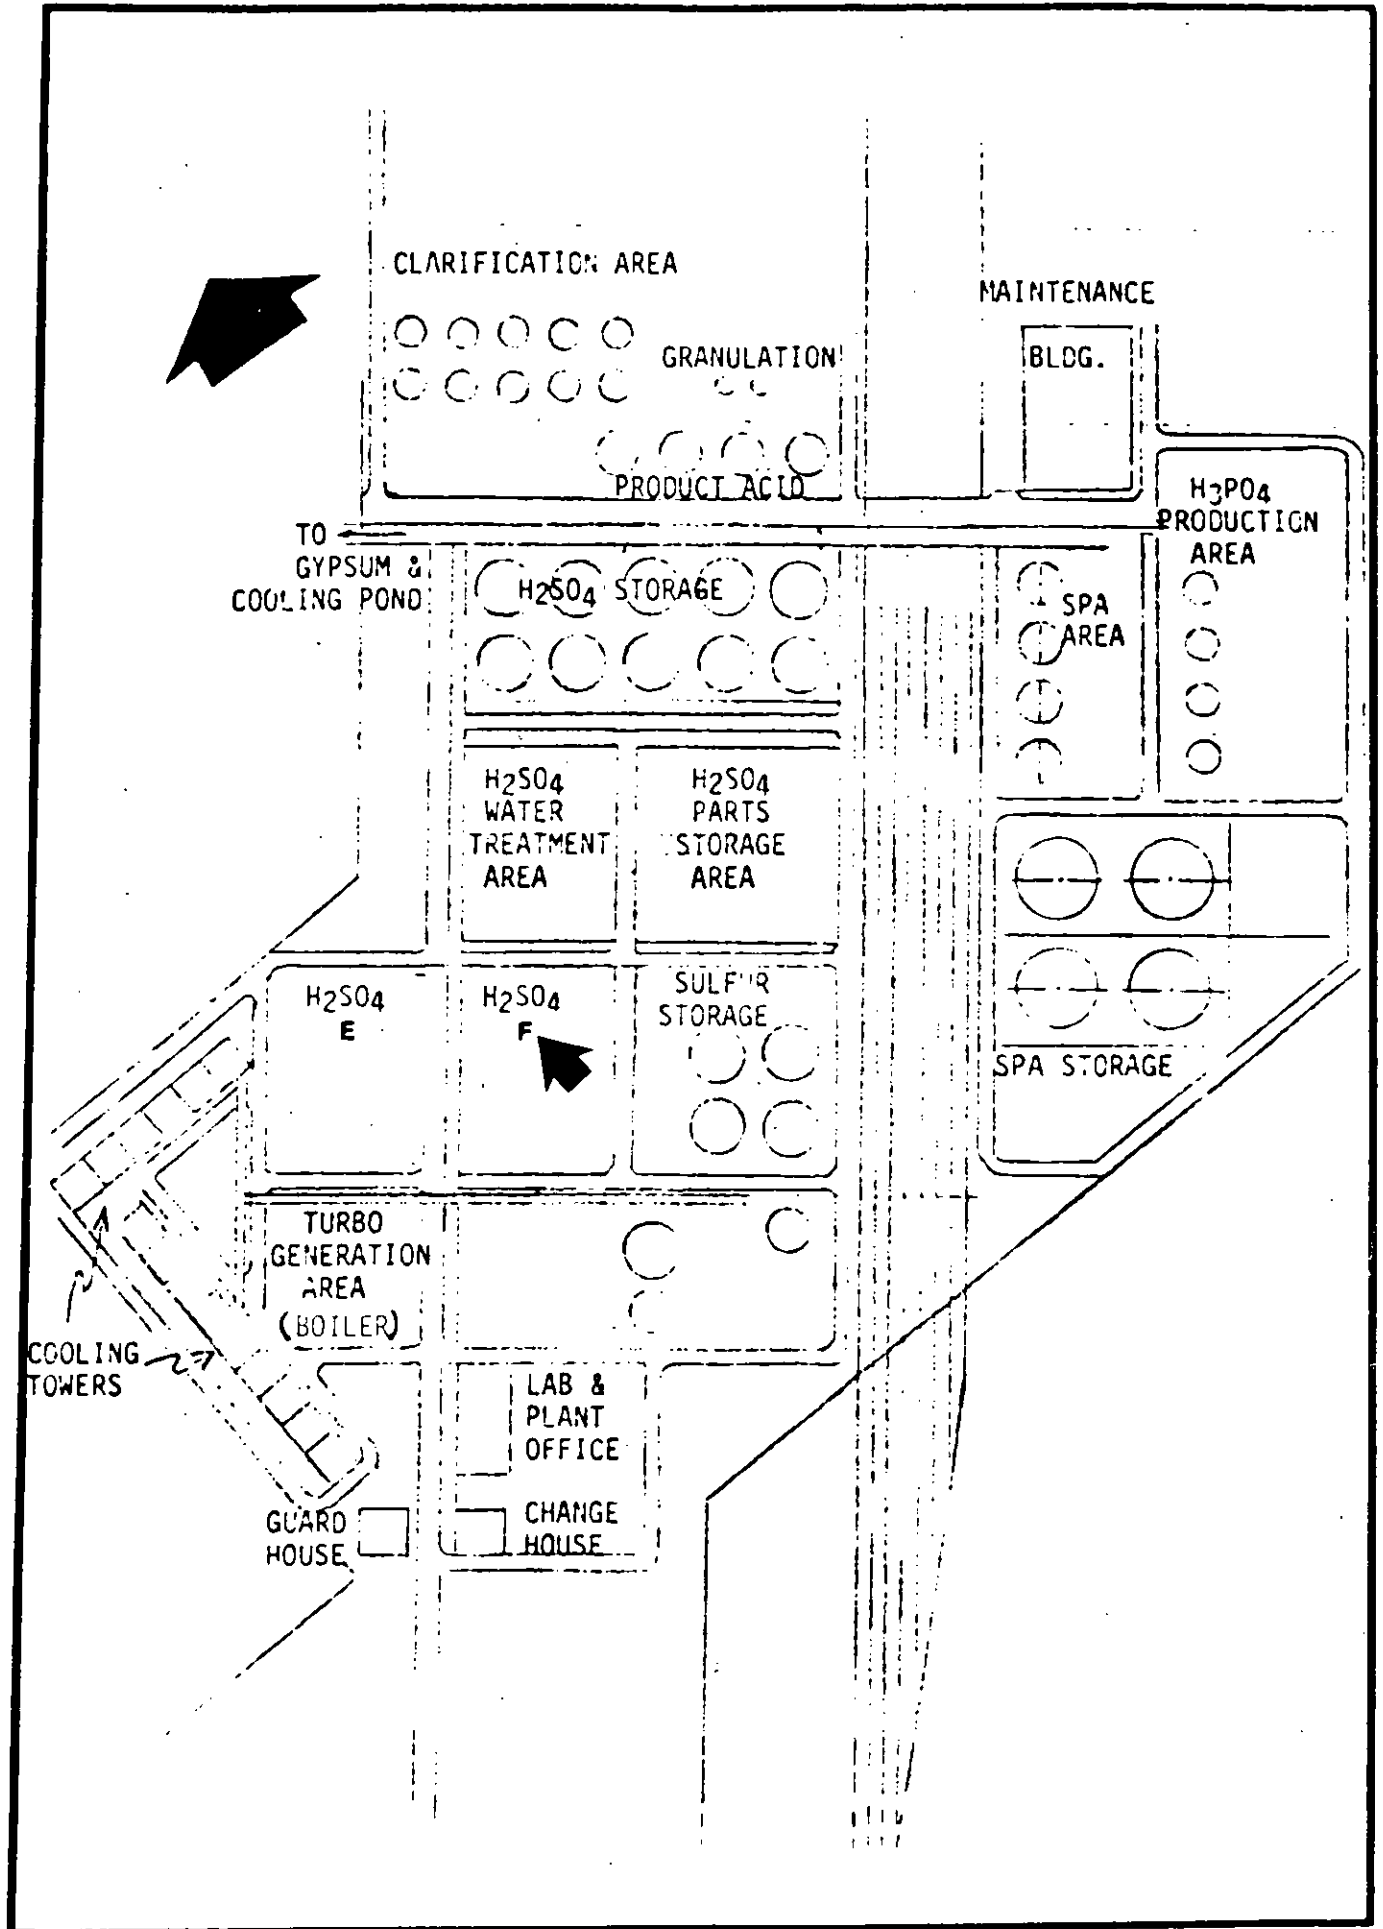 CLARIFICATION AREA
MAINTENANCE
BLDG.
GRANULATION
PRODUCT ACID
H3PO4
PRODUCTION
AREA
TO
GYPSUM &
COOLING POND
H2SO4 STORAGE
SPA
AREA
H2SO4
WATER
TREATMENT
AREA
H2SO4
PARTS
STORAGE
AREA
H2SO4
E
H2SO4
F
SULFUR
STORAGE
SPA STORAGE
TURBO
GENERATION
AREA
(BOILER)
COOLING
TOWERS
LAB &
PLANT
OFFICE
GUARD
HOUSE
CHANGE
HOUSE